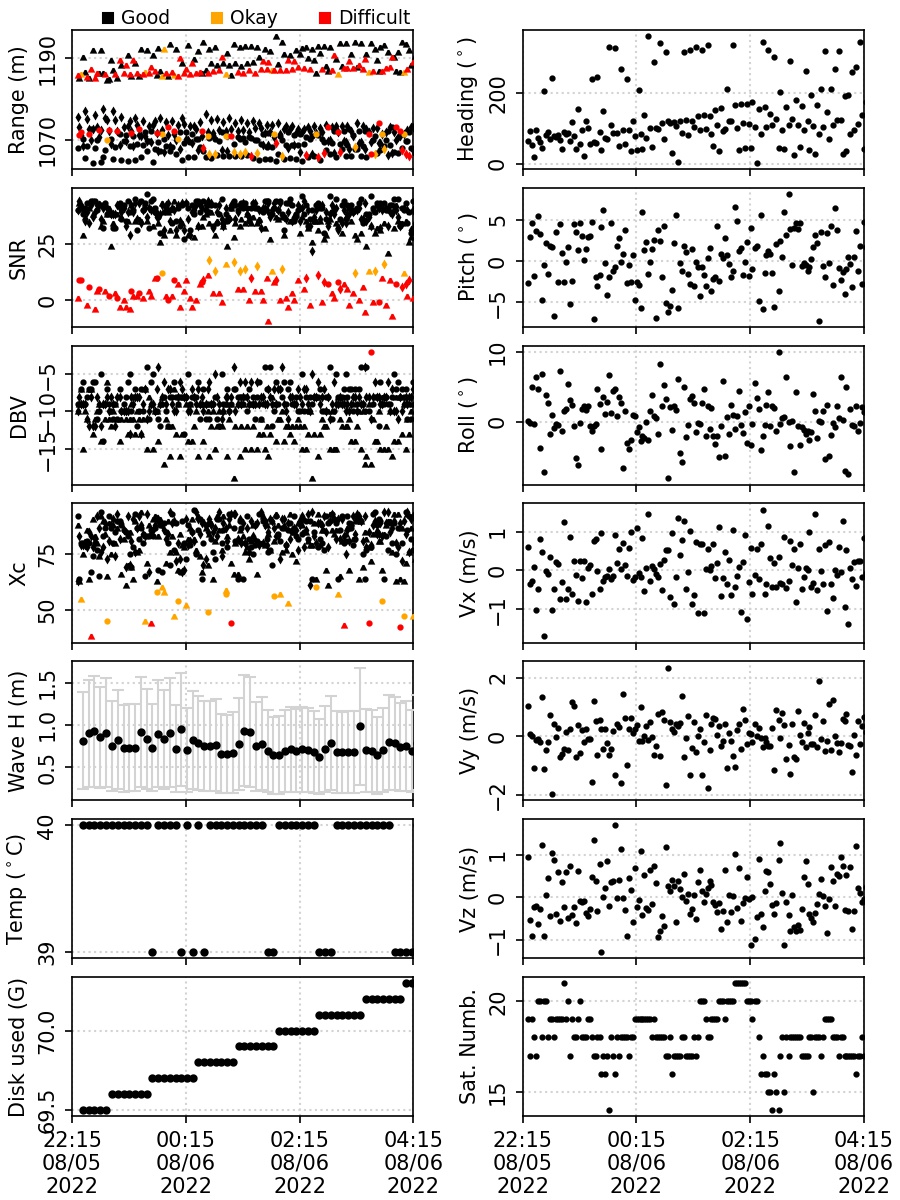 Good Okay Difficult
Range (m)
1190
1070
Heading (°)
200
0
SNR
25
0
Pitch (°)
5
0
−5
DBV
−5
−10
−15
Roll (°)
10
0
Xc
75
50
Vx (m/s)
1
0
−1
Wave H (m)
1.5
1.0
0.5
Vy (m/s)
2
0
−2
Temp (°C)
40
39
Vz (m/s)
1
0
−1
Disk used (G)
70.0
69.5
Sat. Numb.
20
15
22:15 00:15 02:15 04:15
08/05 08/06 08/06 08/06
2022 2022 2022 2022
22:15 00:15 02:15 04:15
08/05 08/06 08/06 08/06
2022 2022 2022 2022